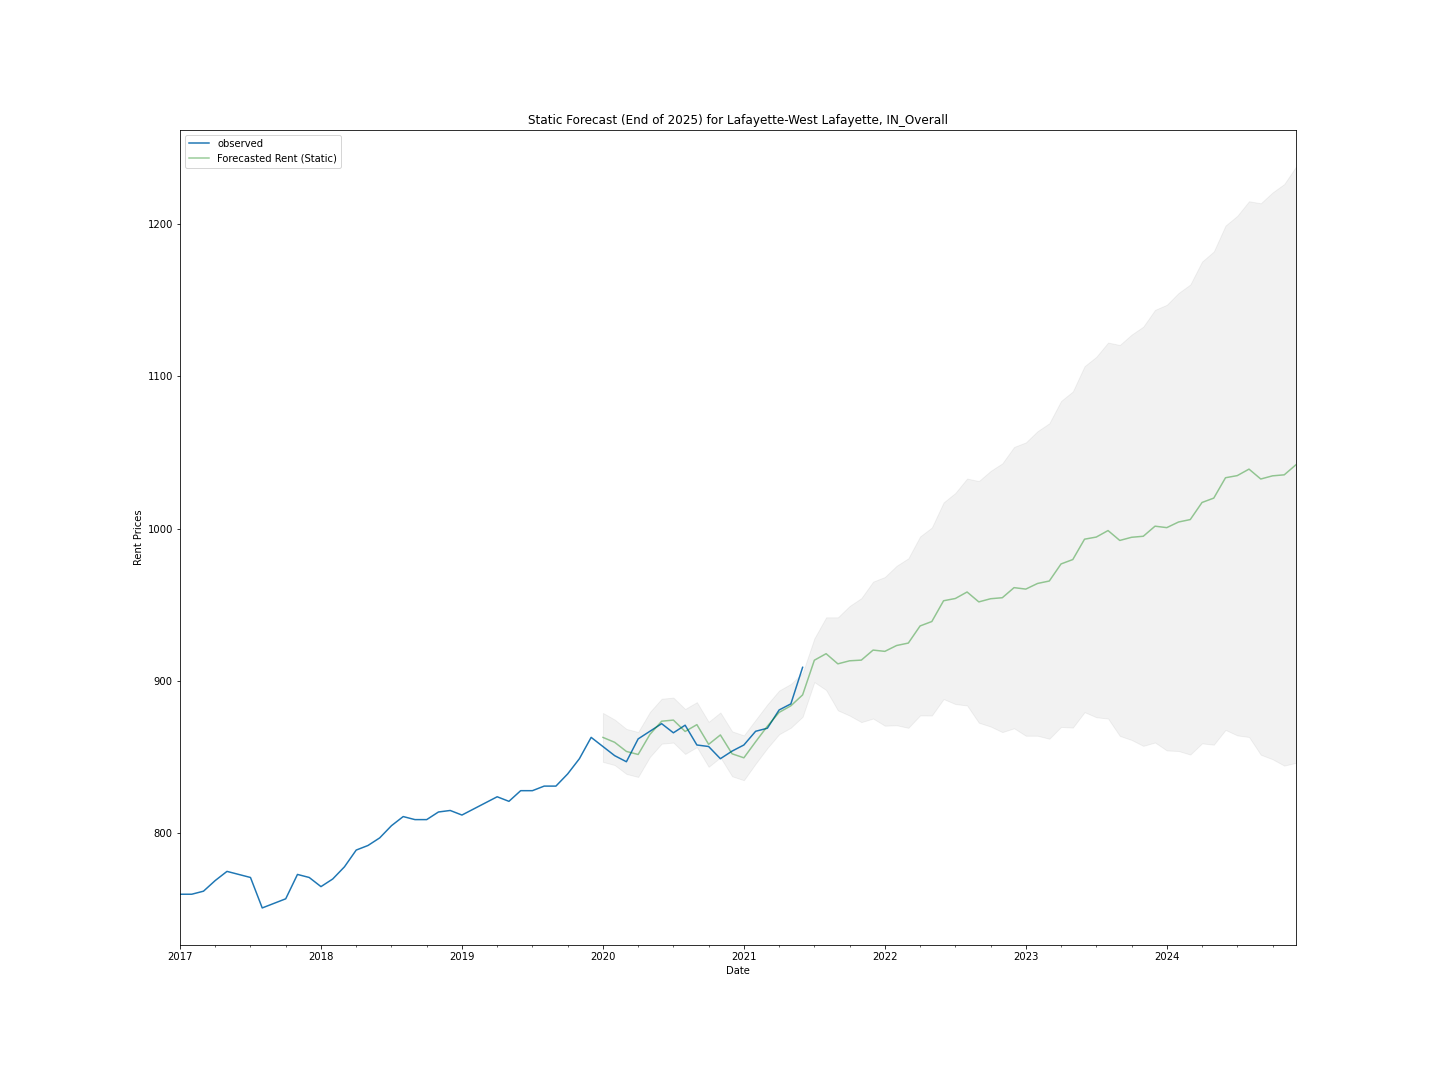 Static Forecast (End of 2025) for Lafayette-West Lafayette, IN_Overall
observed
Forecasted Rent (Static)
1200
1100
1000
900
800
Rent Prices
2017 2018 2019 2020 2021 2022 2023 2024
Date